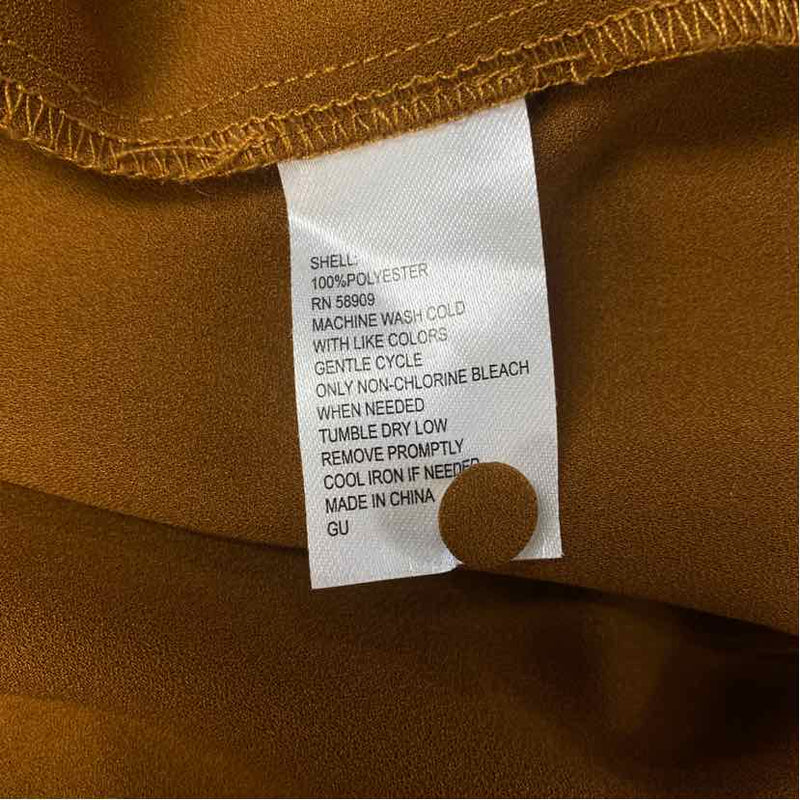 SHELL:
100%POLYESTER
RN 58909
MACHINE WASH COLD
WITH LIKE COLORS
GENTLE CYCLE
ONLY NON-CHLORINE BLEACH
WHEN NEEDED
TUMBLE DRY LOW
REMOVE PROMPTLY
COOL IRON IF NEEDED
MADE IN CHINA
GU